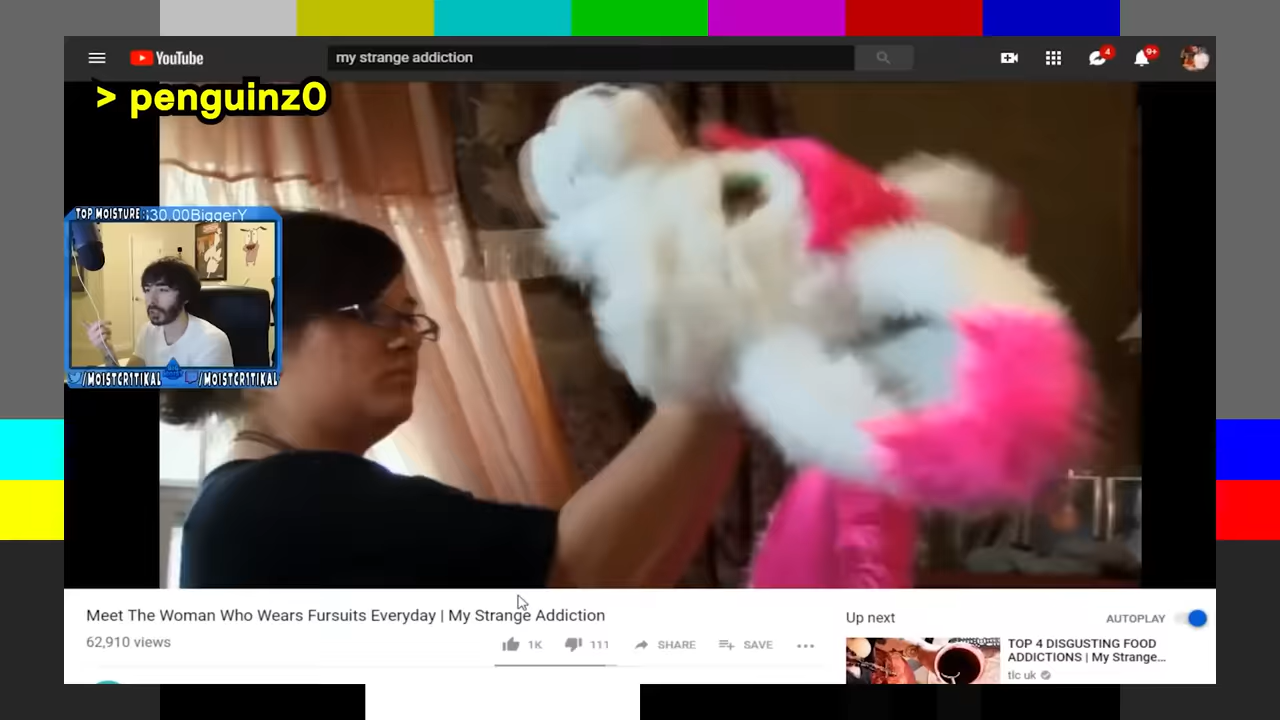 YouTube
my strange addiction
4
9+
> penguinz0
TOP MOISTURE: $30.00BiggerY
/MO1STCR1TIKAL
/MO1STCR1TIKAL
Meet The Woman Who Wears Fursuits Everyday | My Strange Addiction
62,910 views
1K
111
SHARE
SAVE
Up next
AUTOPLAY
TOP 4 DISGUSTING FOOD
ADDICTIONS | My Strange...
tlc uk